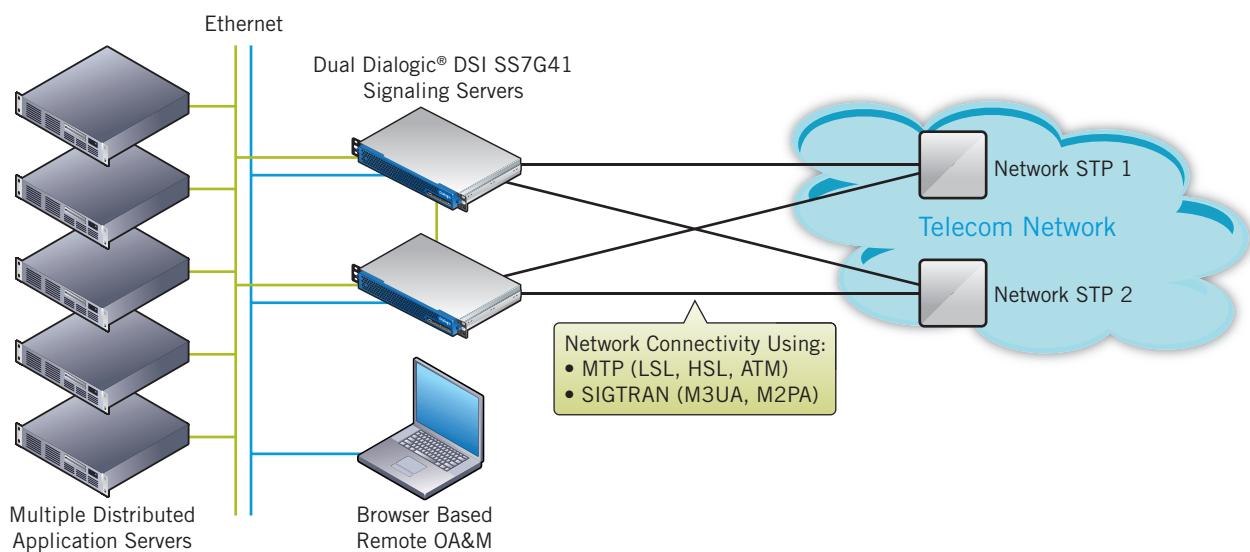 Ethernet
Dual Dialogic® DSI SS7G41
Signaling Servers
Network STP 1
Telecom Network
Network STP 2
Network Connectivity Using:
• MTP (LSL, HSL, ATM)
• SIGTRAN (M3UA, M2PA)
Multiple Distributed
Application Servers
Browser Based
Remote OA&M